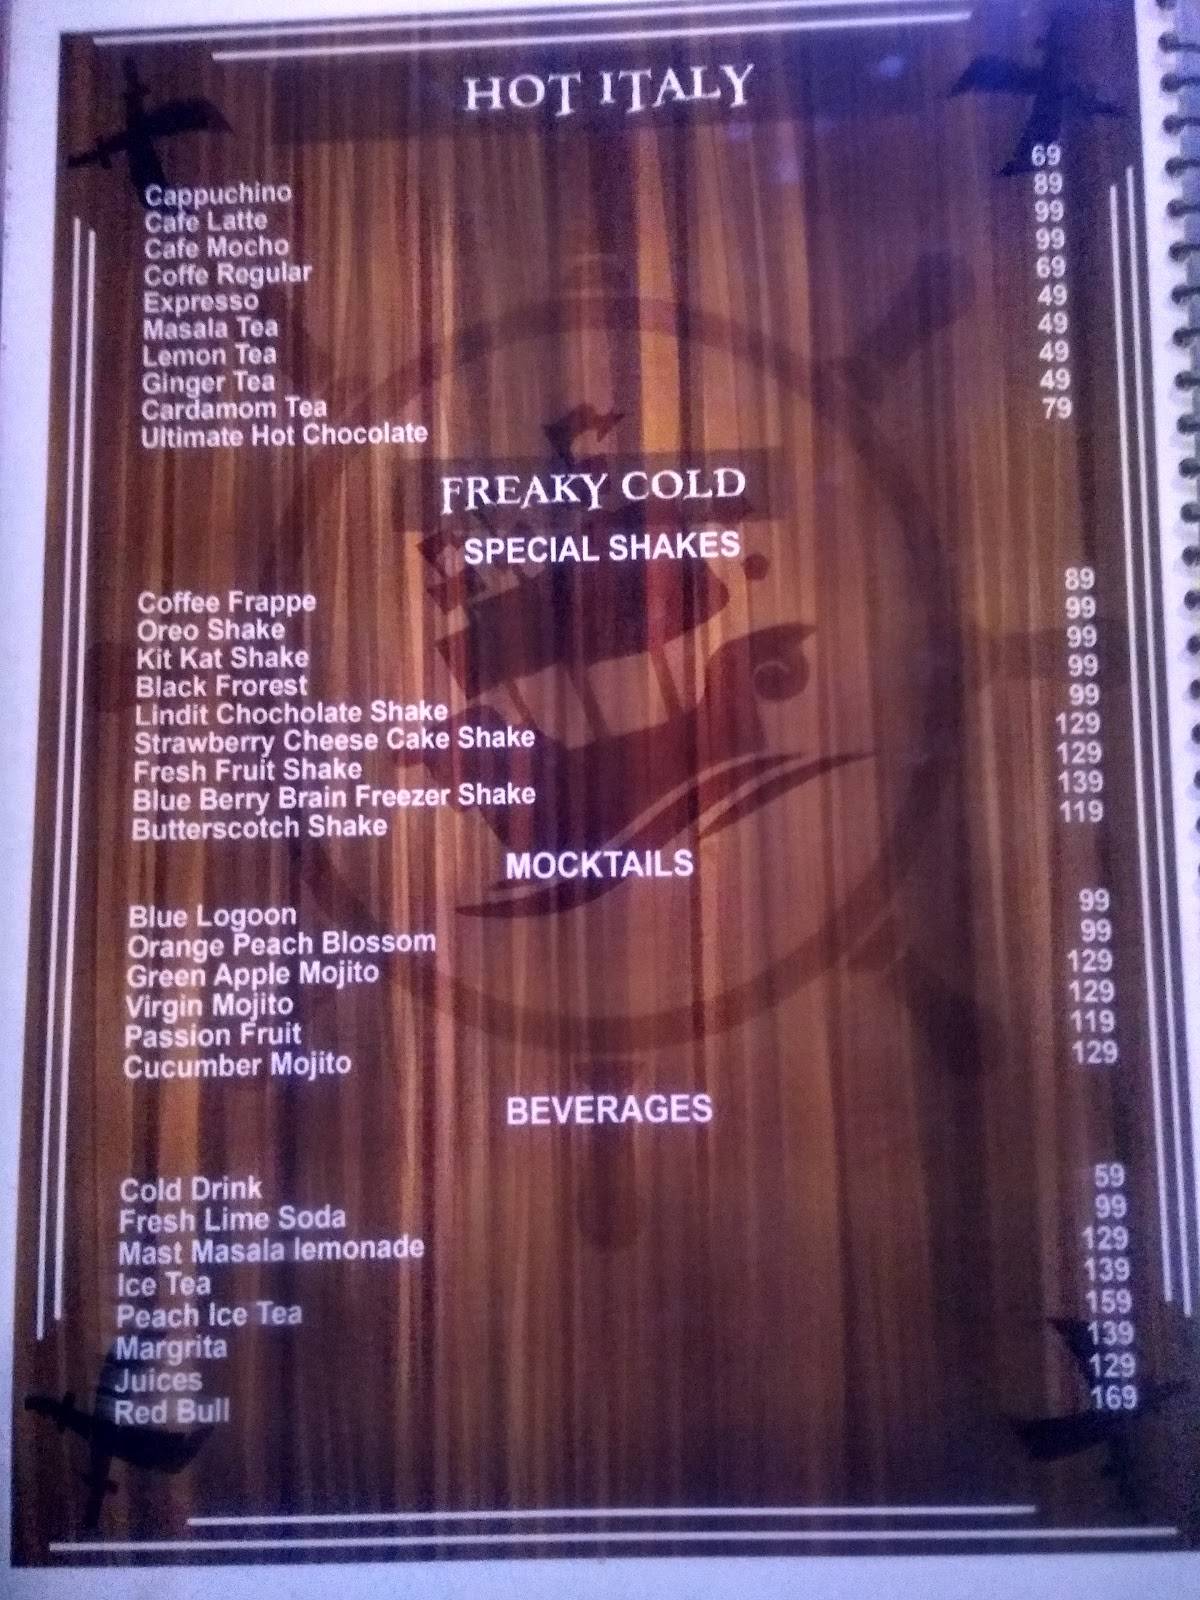 HOT ITALY
Cappuchino 69
Cafe Latte 89
Cafe Mocho 99
Coffe Regular 99
Expresso 69
Masala Tea 49
Lemon Tea 49
Ginger Tea 49
Cardamom Tea 49
Ultimate Hot Chocolate 79
FREAKY COLD
SPECIAL SHAKES
Coffee Frappe 89
Oreo Shake 99
Kit Kat Shake 99
Black Frorest 99
Lindit Chocholate Shake 99
Strawberry Cheese Cake Shake 129
Fresh Fruit Shake 129
Blue Berry Brain Freezer Shake 139
Butterscotch Shake 119
MOCKTAILS
Blue Logoon 99
Orange Peach Blossom 99
Green Apple Mojito 129
Virgin Mojito 129
Passion Fruit 119
Cucumber Mojito 129
BEVERAGES
Cold Drink 59
Fresh Lime Soda 99
Mast Masala lemonade 129
Ice Tea 139
Peach Ice Tea 159
Margrita 139
Juices 129
Red Bull 169